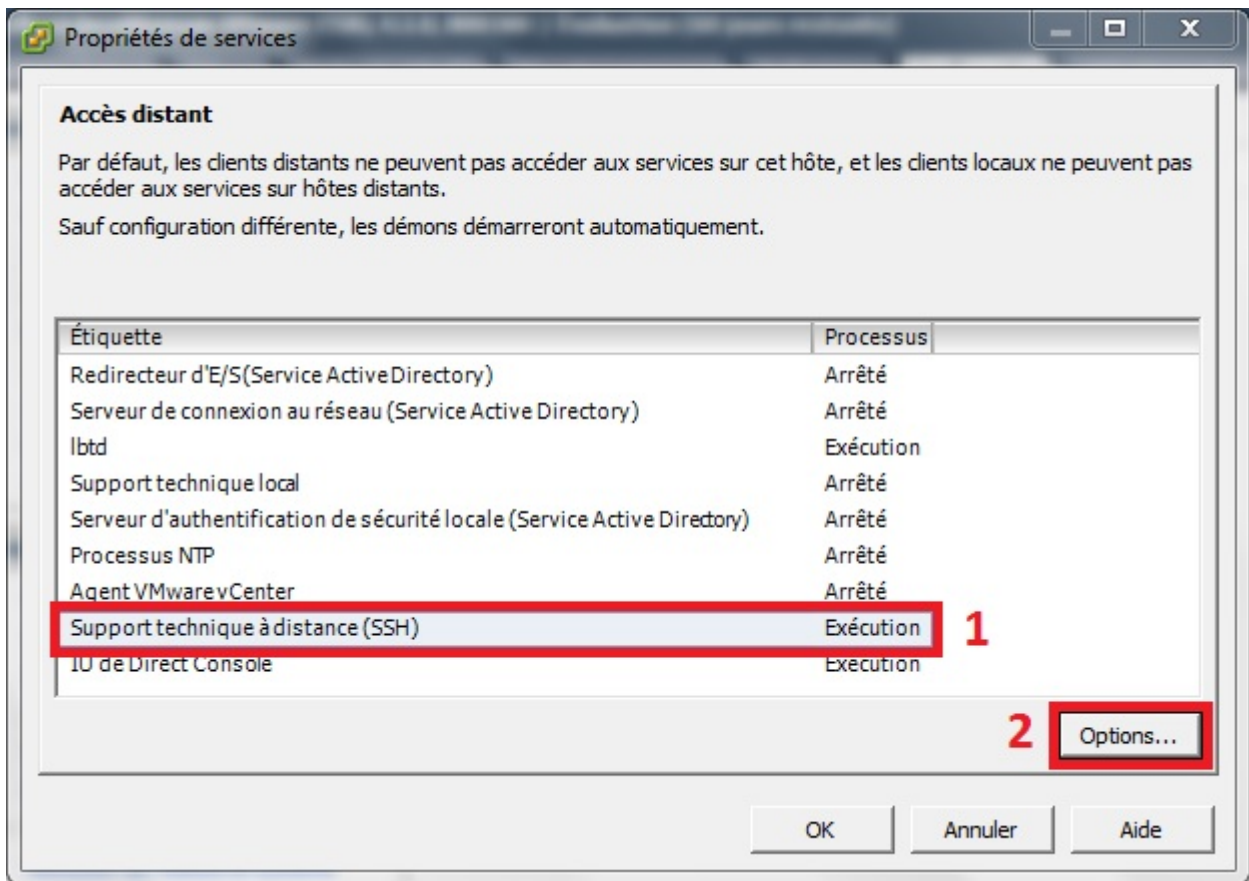 Propriétés de services
Accès distant
Par défaut, les clients distants ne peuvent pas accéder aux services sur cet hôte, et les clients locaux ne peuvent pas
accéder aux services sur hôtes distants.
Sauf configuration différente, les démons démarreront automatiquement.
Étiquette Processus
Redirecteur d'E/S(Service Active Directory) Arrêté
Serveur de connexion au réseau (Service Active Directory) Arrêté
lbtd Exécution
Support technique local Arrêté
Serveur d'authentification de sécurité locale (Service Active Directory) Arrêté
Processus NTP Arrêté
Agent VMware vCenter Arrêté
Support technique à distance (SSH) Exécution 1
IU de Direct Console Exécution
2 Options...
OK Annuler Aide